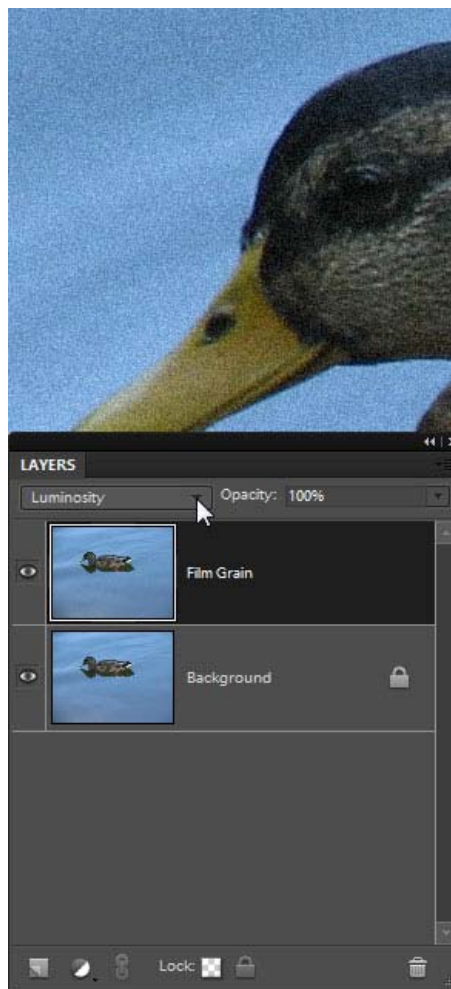 LAYERS
Luminosity Opacity: 100%
Film Grain
Background
Lock: